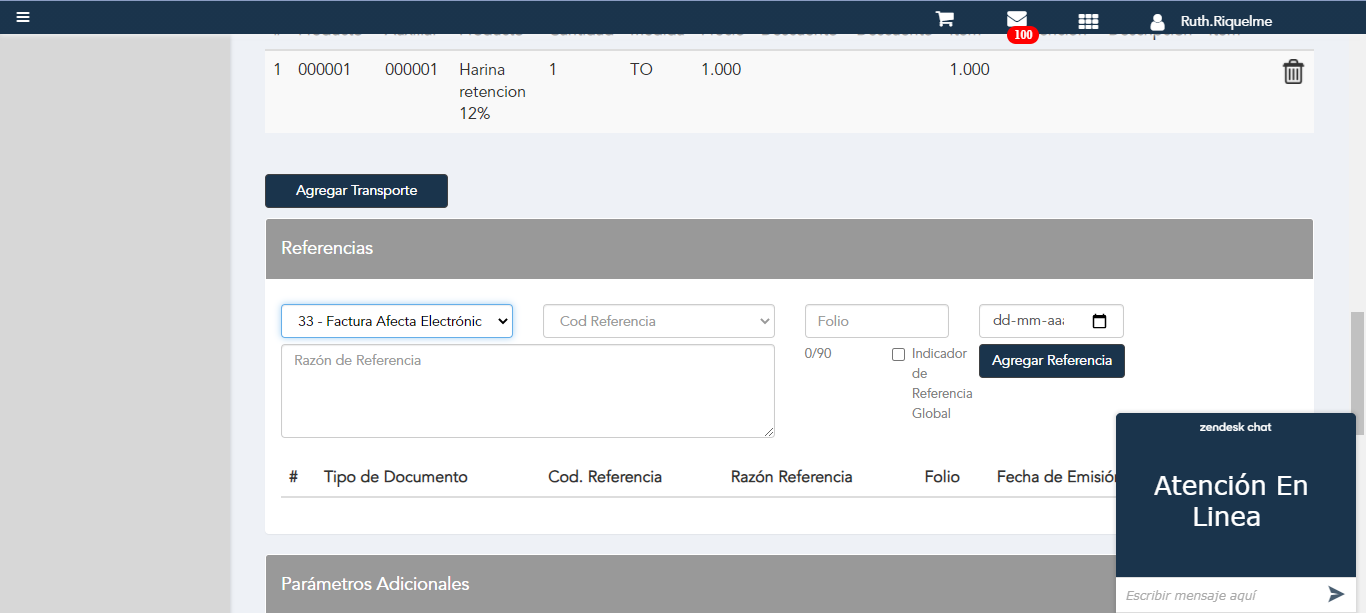 Ruth.Riquelme
100
1 000001 000001 Harina 1 TO 1.000 1.000
retencion
12%
Agregar Transporte
Referencias
33 - Factura Afecta Electrónic Cod Referencia Folio dd-mm-aaa
Razón de Referencia 0/90 Indicador Agregar Referencia
de
Referencia
Global
zendesk chat
# Tipo de Documento Cod. Referencia Razón Referencia Folio Fecha de Emisión
Atención En
Linea
Parámetros Adicionales
Escribir mensaje aquí